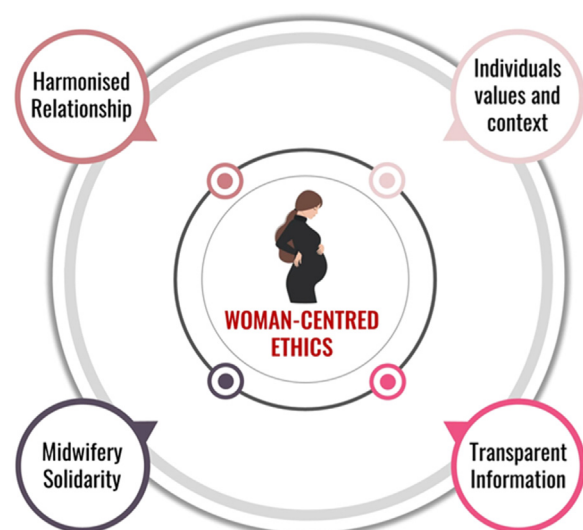 Harmonised
Relationship
Individuals
values and
context
WOMAN-CENTRED
ETHICS
Midwifery
Solidarity
Transparent
Information